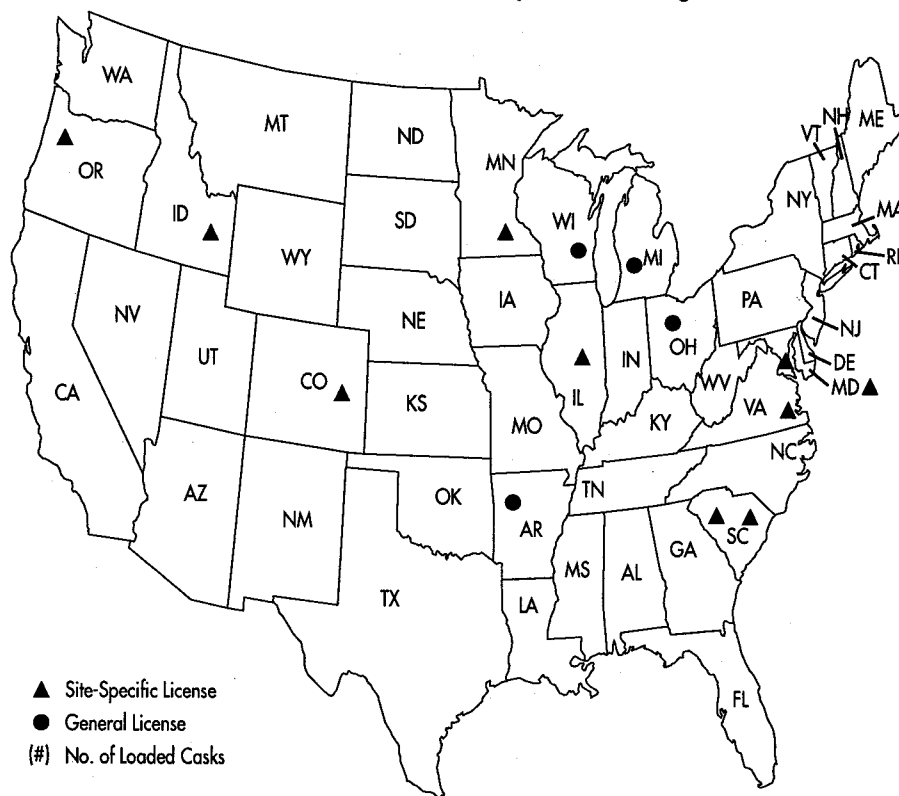 WA
MT
ND
MN
VT
NH
ME
OR
ID
SD
WI
MI
NY
MA
RI
CT
WY
IA
PA
NJ
NV
NE
OH
DE
UT
CO
IL
IN
WV
MD
CA
KS
MO
KY
VA
NC
AZ
NM
OK
AR
TN
SC
TX
MS
AL
GA
LA
FL
Site-Specific License
General License
(#) No. of Loaded Casks